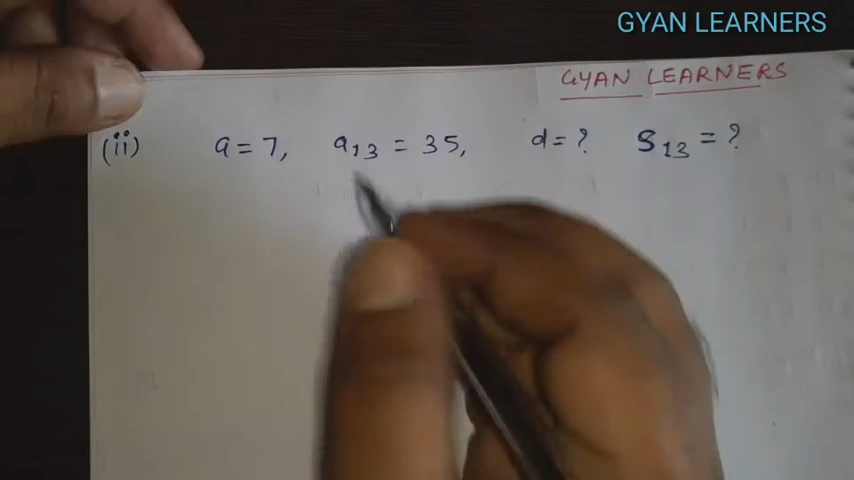 GYAN LEARNERS
GYAN LEARNERS
(ii) a = 7, a13 = 35, d = ? S13 = ?